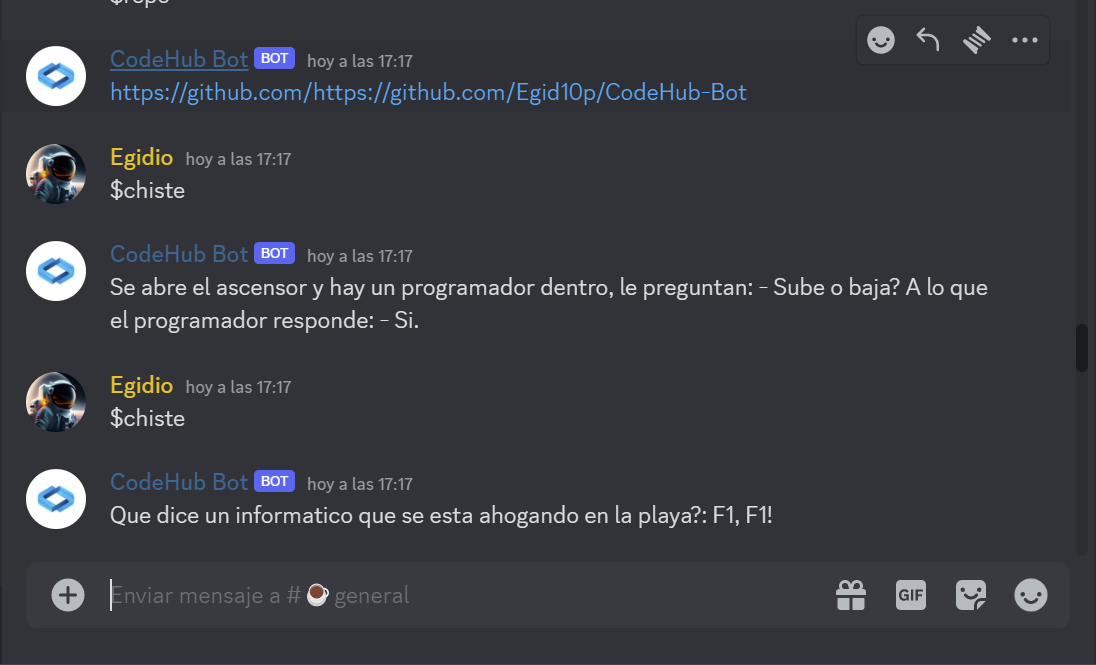 $repo
CodeHub Bot BOT hoy a las 17:17
https://github.com/https://github.com/Egid10p/CodeHub-Bot
Egidio hoy a las 17:17
$chiste
CodeHub Bot BOT hoy a las 17:17
Se abre el ascensor y hay un programador dentro, le preguntan: - Sube o baja? A lo que
el programador responde: - Si.
Egidio hoy a las 17:17
$chiste
CodeHub Bot BOT hoy a las 17:17
Que dice un informatico que se esta ahogando en la playa?: F1, F1!
Enviar mensaje a # ☕ general
GIF